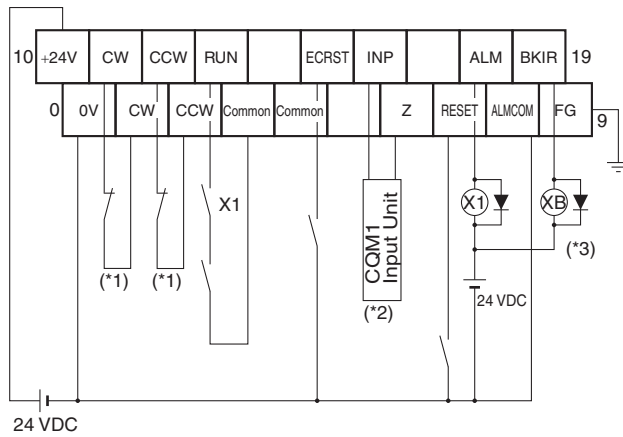 10 +24V CW CCW RUN ECRST INP ALM BKIR 19
0 0V CW CCW Common Common Z RESET ALMCOM FG 9
X1 X1 XB
CQM1
Input Unit
(*1) (*1) (*2) (*3)
24 VDC
24 VDC